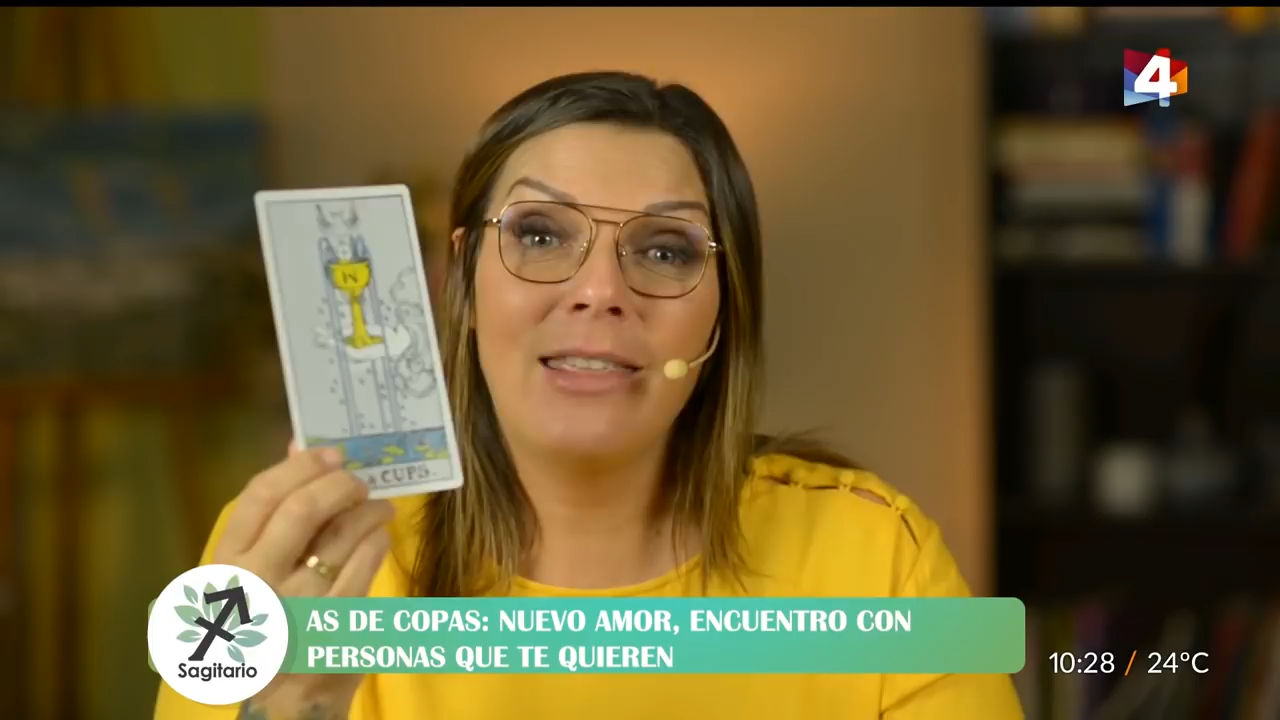 4
CUPS.
AS DE COPAS: NUEVO AMOR, ENCUENTRO CON
PERSONAS QUE TE QUIEREN
Sagitario
10:28 / 24°C